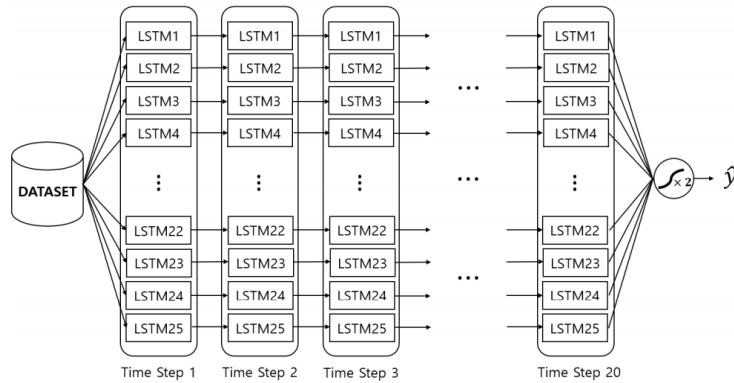 LSTM1 LSTM1 LSTM1 LSTM1
LSTM2 LSTM2 LSTM2 LSTM2
LSTM3 LSTM3 LSTM3 LSTM3
LSTM4 LSTM4 LSTM4 LSTM4
DATASET ⋮ ⋮ ⋮ ... ⋮ × 2 ŷ
LSTM22 LSTM22 LSTM22 LSTM22
LSTM23 LSTM23 LSTM23 LSTM23
LSTM24 LSTM24 LSTM24 LSTM24
LSTM25 LSTM25 LSTM25 LSTM25
Time Step 1 Time Step 2 Time Step 3 Time Step 20